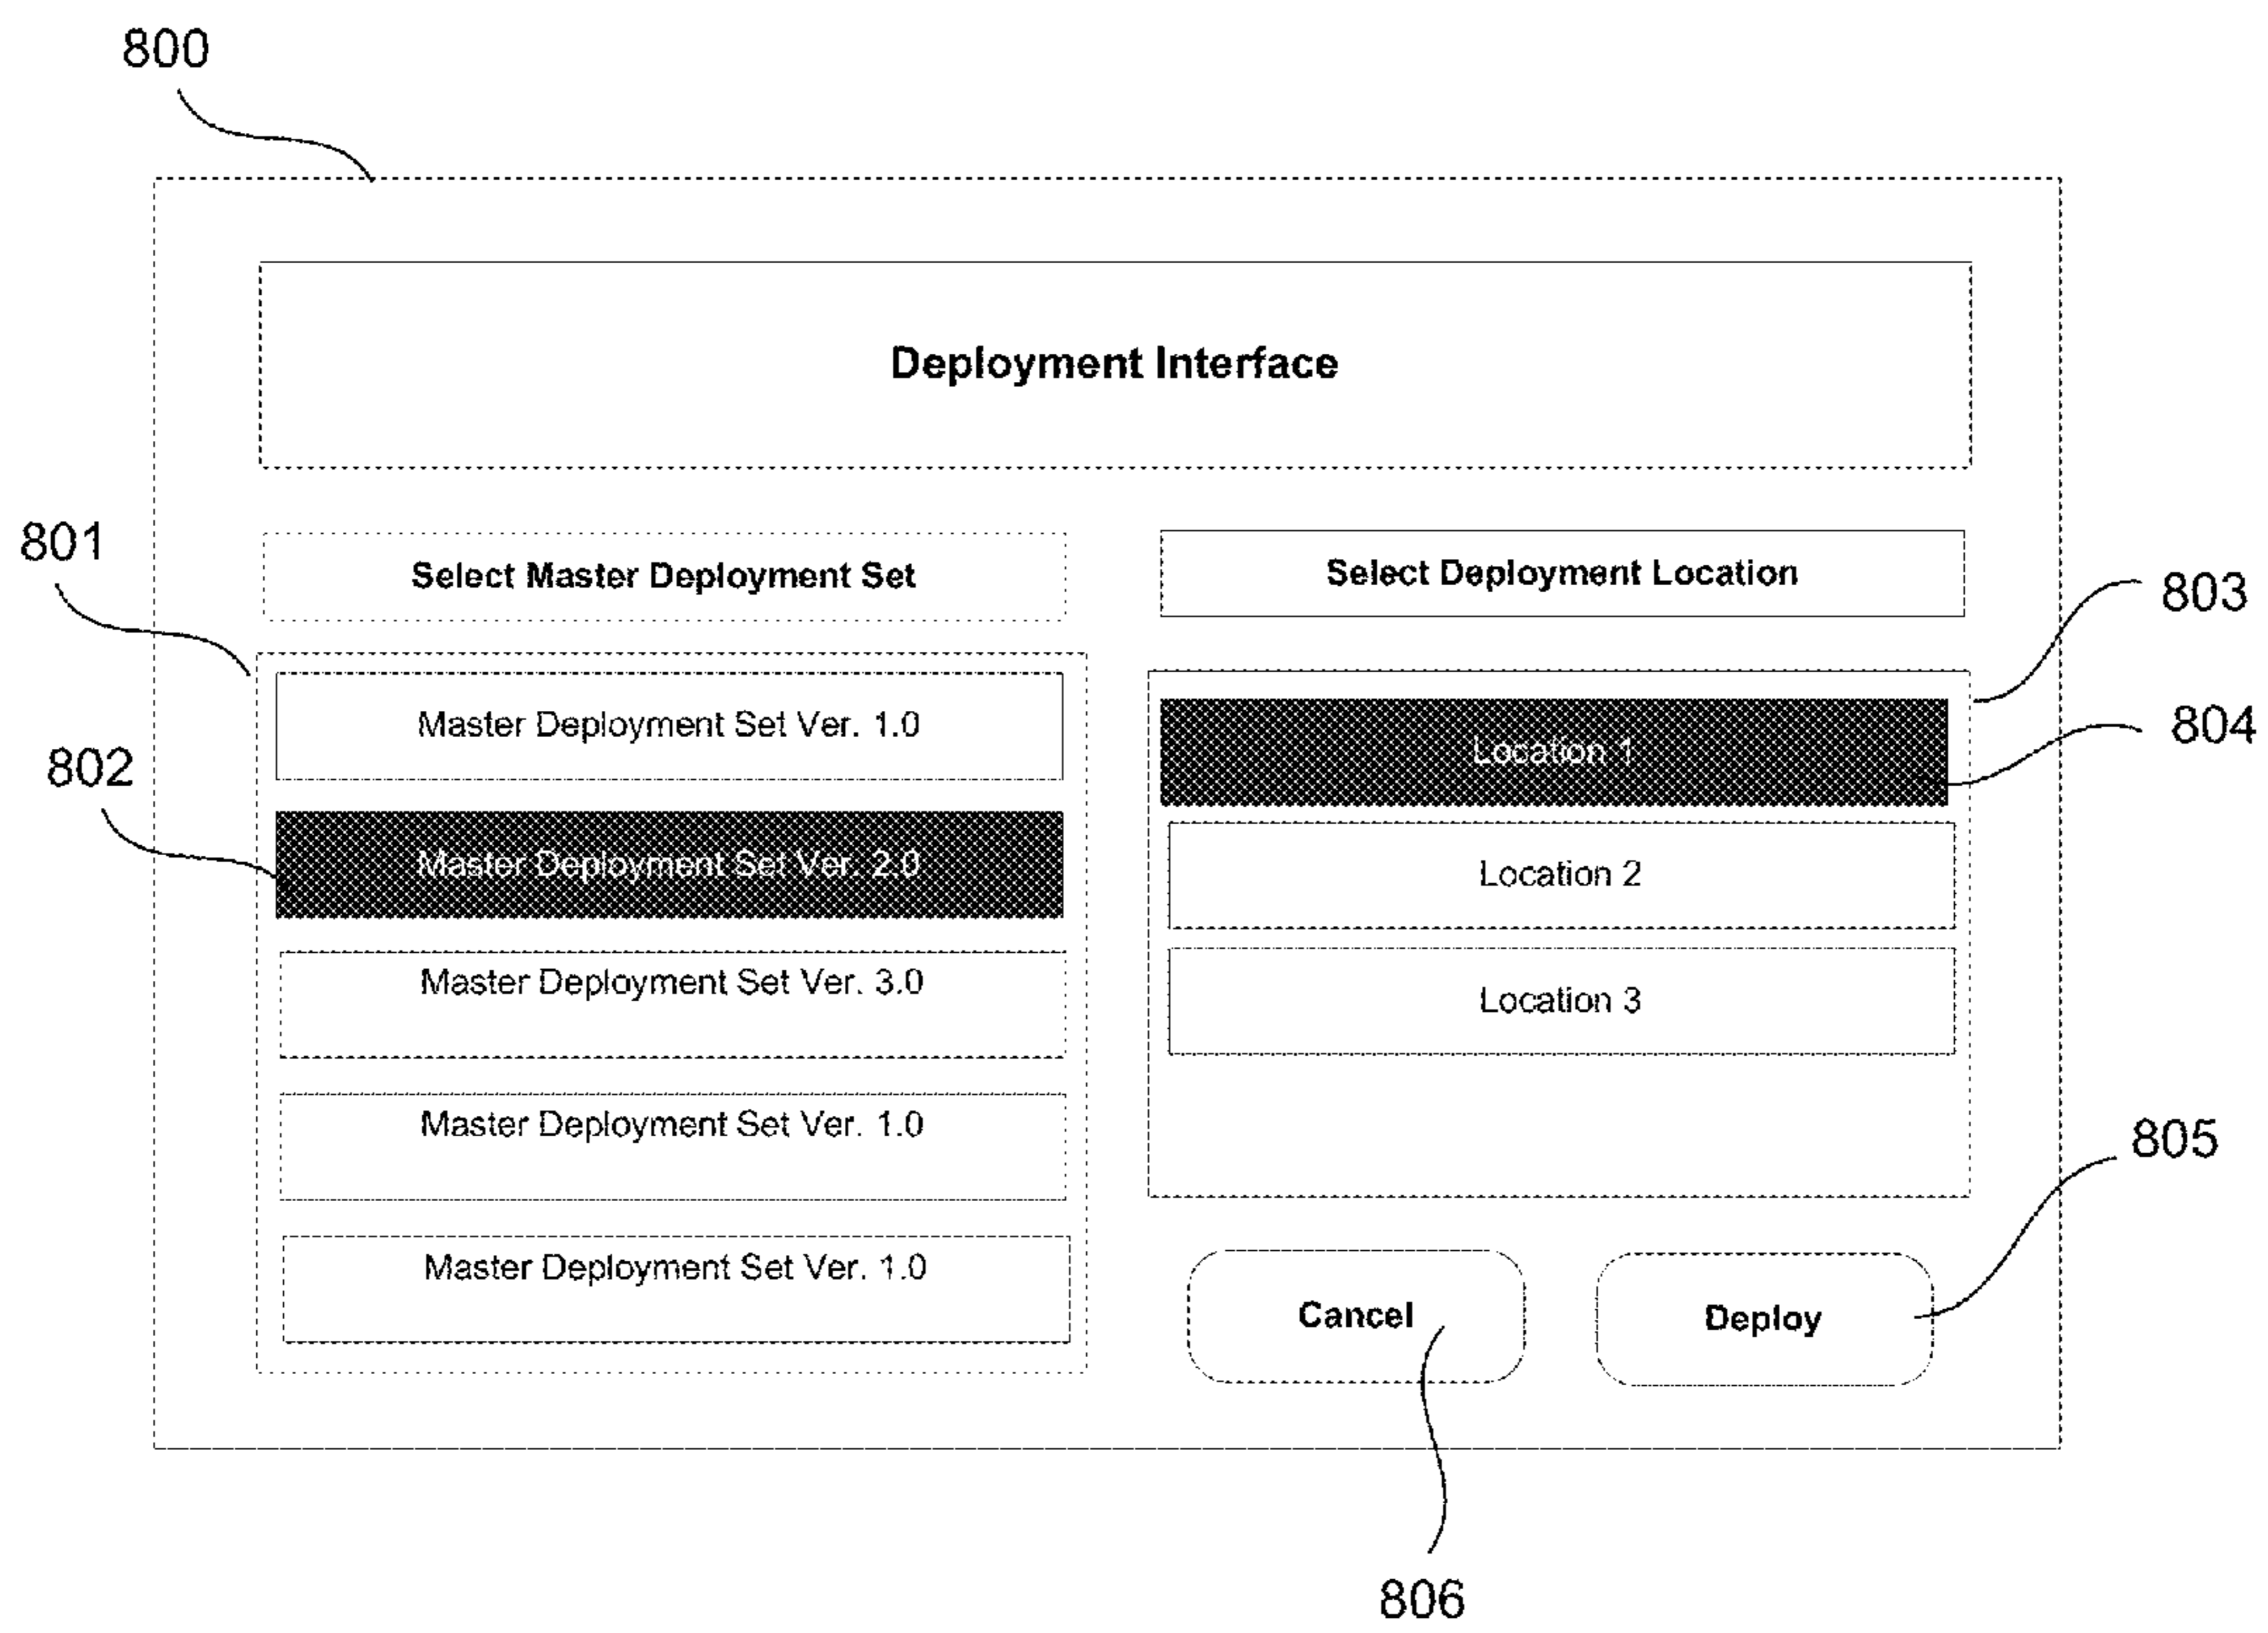 800
Deployment Interface
801
Select Master Deployment Set
Select Deployment Location
803
Master Deployment Set Ver. 1.0
Location 1
804
802
Master Deployment Set Ver. 2.0
Location 2
Master Deployment Set Ver. 3.0
Location 3
Master Deployment Set Ver. 1.0
805
Master Deployment Set Ver. 1.0
Cancel
Deploy
806